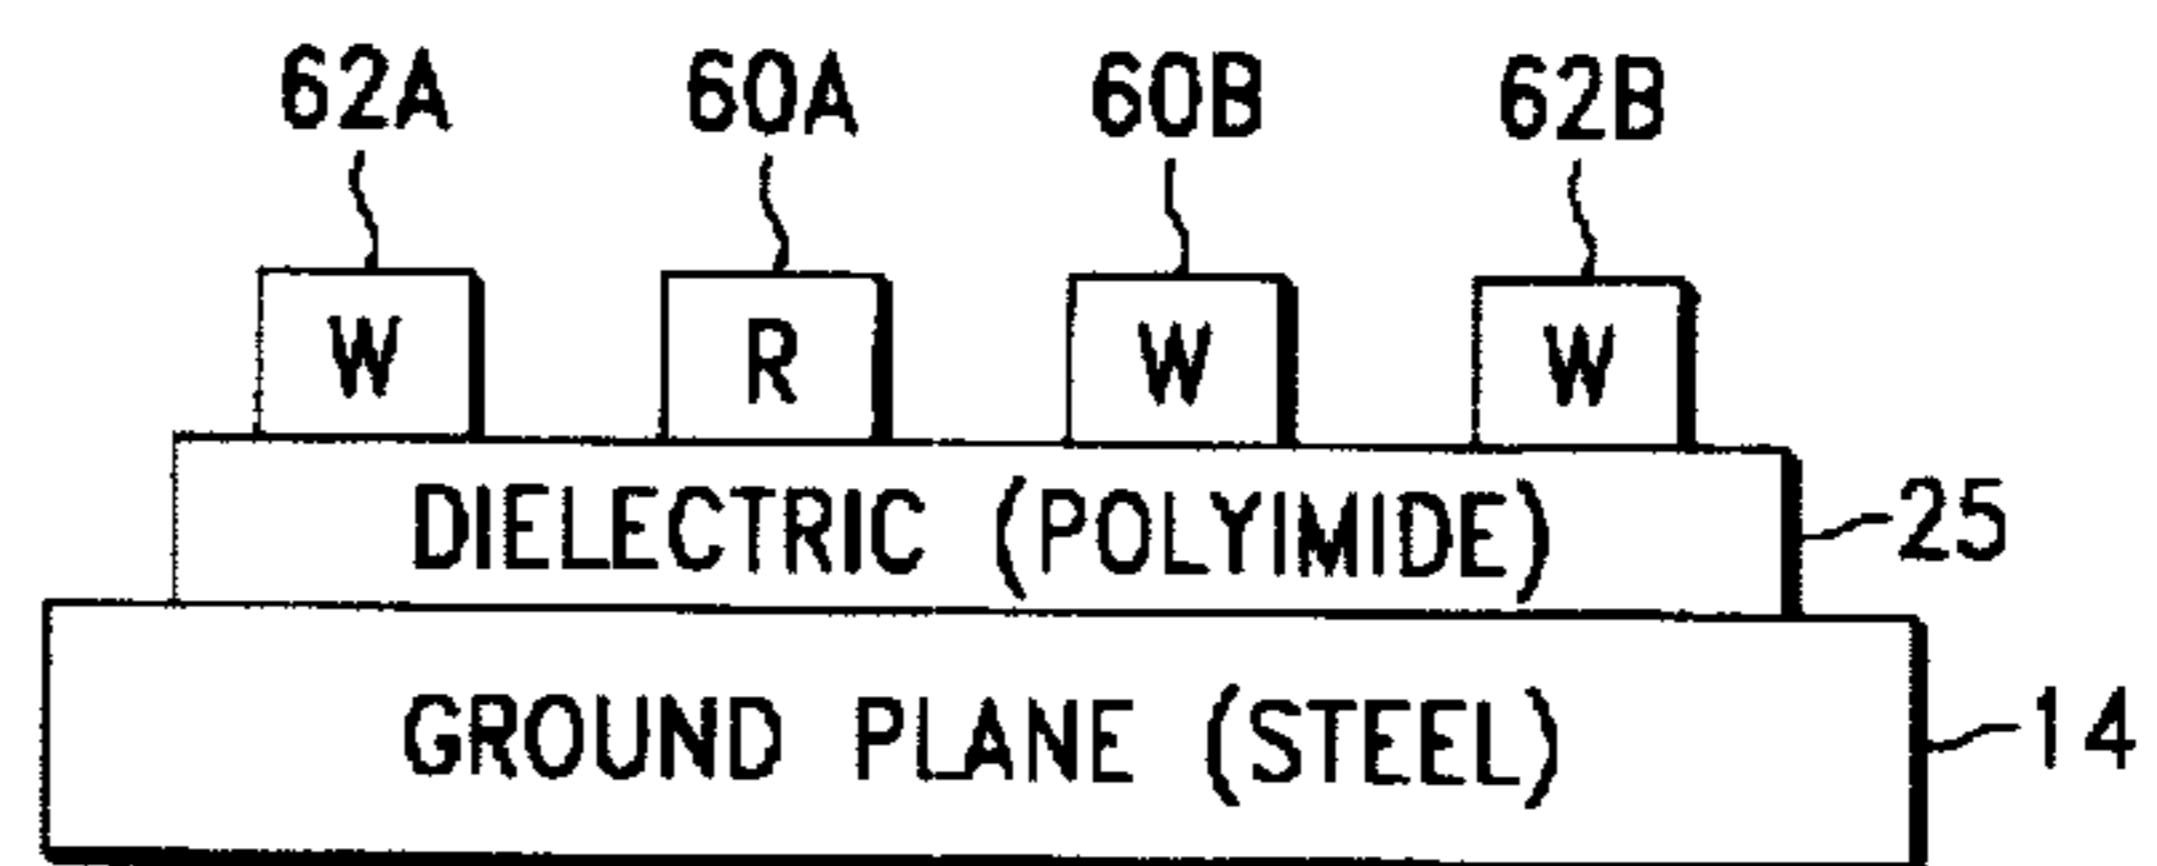 62A 60A 60B 62B
W R W W
DIELECTRIC (POLYIMIDE) 25
GROUND PLANE (STEEL) 14